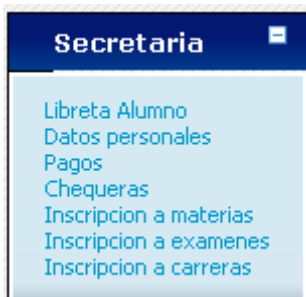 Secretaria
Libreta Alumno
Datos personales
Pagos
Chequeras
Inscripcion a materias
Inscripcion a examenes
Inscripcion a carreras